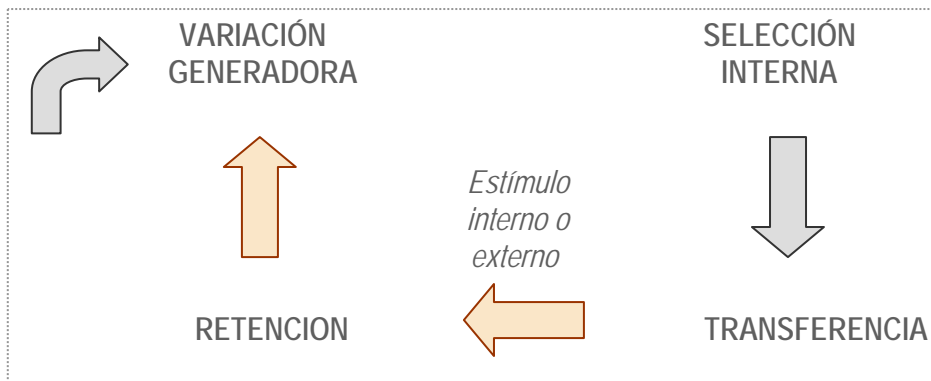 VARIACIÓN
GENERADORA
SELECCIÓN
INTERNA
Estímulo
interno o
externo
RETENCION
TRANSFERENCIA